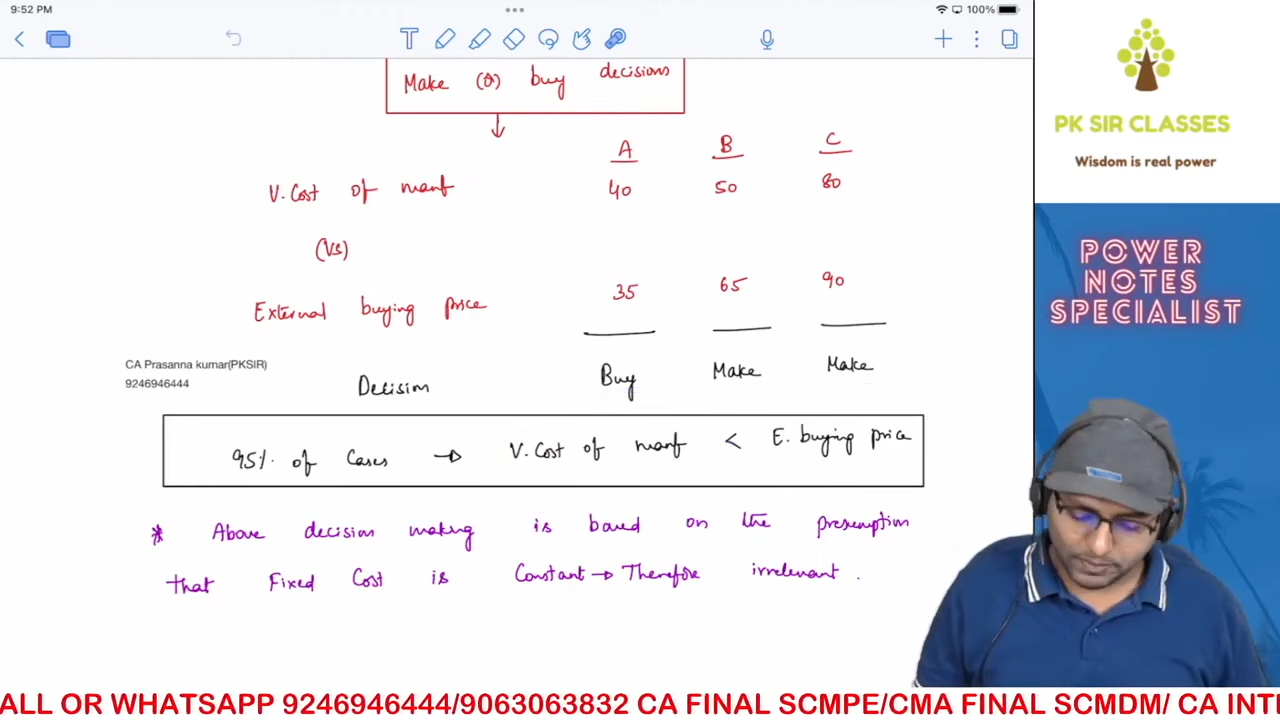 9:52 PM
100%
Make (or) buy decisions
A B C
V.Cost of manf 40 50 80
(Vs)
External buying price 35 65 90
CA Prasanna kumar(PKSIR)
9246946444
Decision Buy Make Make
95% of Cases → V.Cost of manf < E. buying price
* Above decision making is based on the presumption
that Fixed Cost is Constant → Therefore irrelevant.
PK SIR CLASSES
Wisdom is real power
POWER
NOTES
SPECIALIST
ALL OR WHATSAPP 9246946444/9063063832 CA FINAL SCMPE/CMA FINAL SCMDM/ CA INT